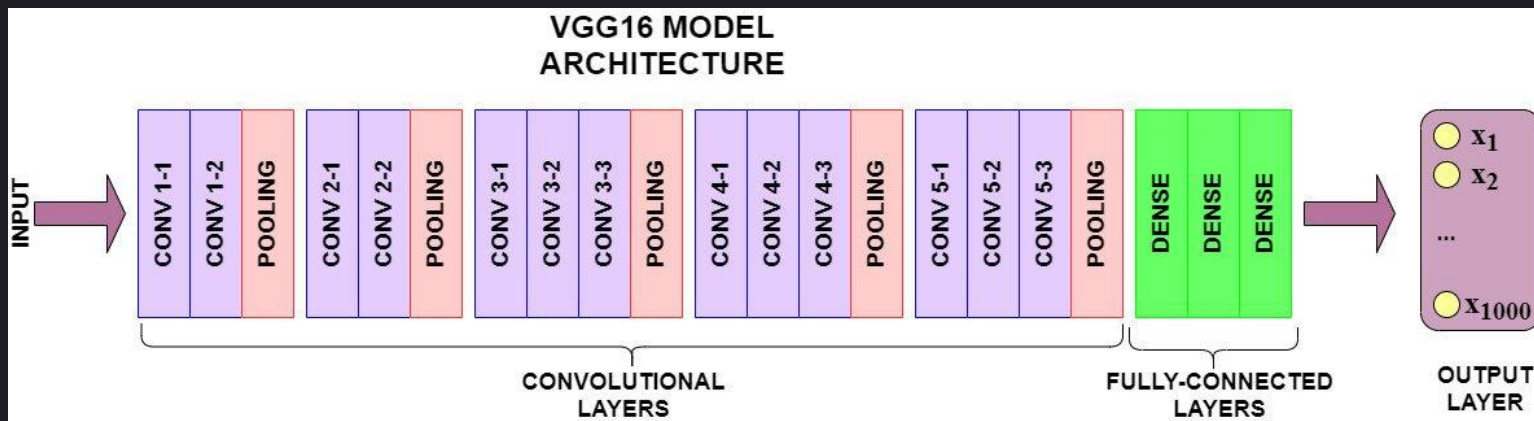 VGG16 MODEL
ARCHITECTURE
INPUT
CONV 1-1
CONV 1-2
POOLING
CONV 2-1
CONV 2-2
POOLING
CONV 3-1
CONV 3-2
CONV 3-3
POOLING
CONV 4-1
CONV 4-2
CONV 4-3
POOLING
CONV 5-1
CONV 5-2
CONV 5-3
POOLING
DENSE
DENSE
DENSE
x1
x2
...
x1000
CONVOLUTIONAL
LAYERS
FULLY-CONNECTED
LAYERS
OUTPUT
LAYER